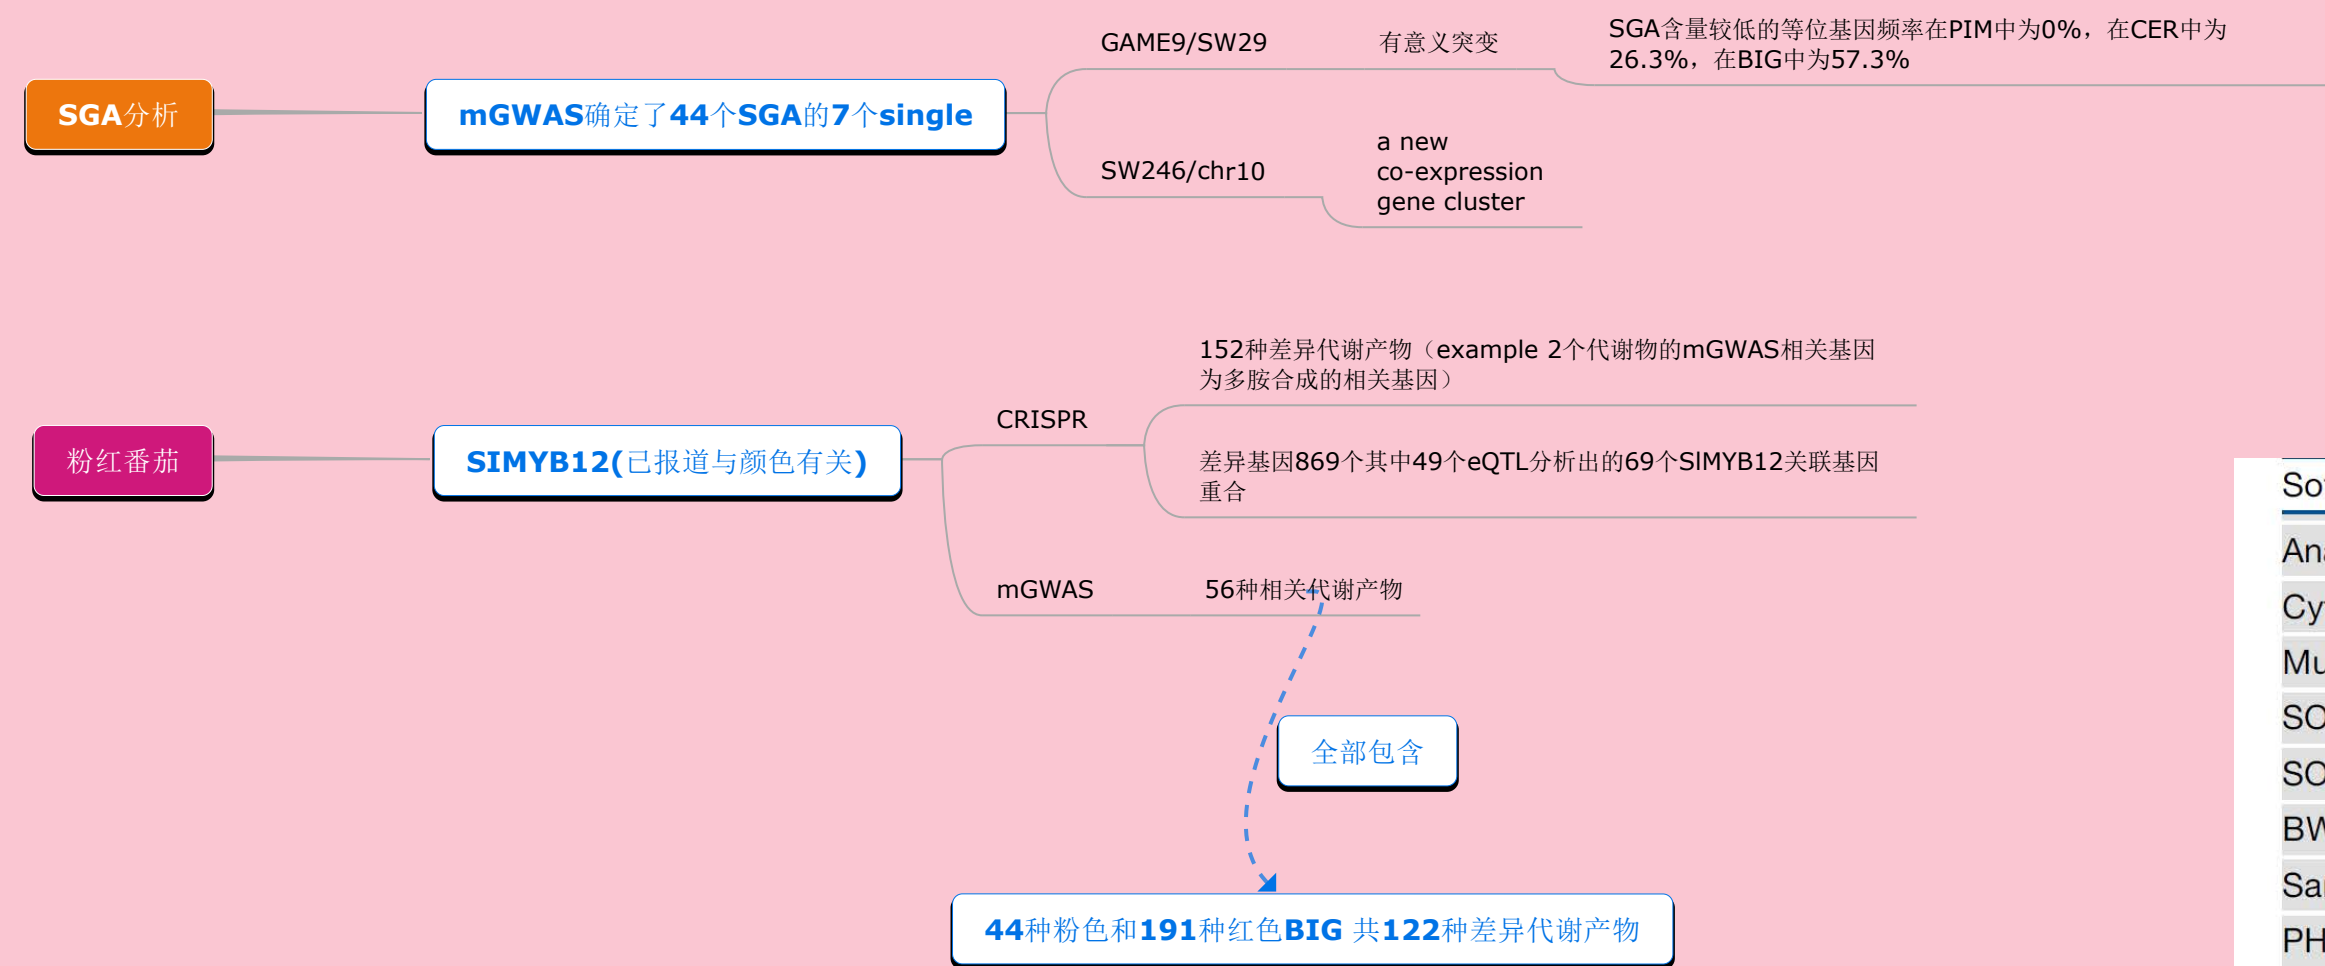 SGA分析
mGWAS确定了44个SGA的7个single
GAME9/SW29
有意义突变
SGA含量较低的等位基因频率在PIM中为0%，在CER中为
26.3%，在BIG中为57.3%
SW246/chr10
a new
co-expression
gene cluster
粉红番茄
SIMYB12(已报道与颜色有关)
CRISPR
152种差异代谢产物（example 2个代谢物的mGWAS相关基因
为多胺合成的相关基因）
差异基因869个其中49个eQTL分析出的69个SlMYB12关联基因
重合
mGWAS
56种相关代谢产物
全部包含
44种粉色和191种红色BIG 共122种差异代谢产物